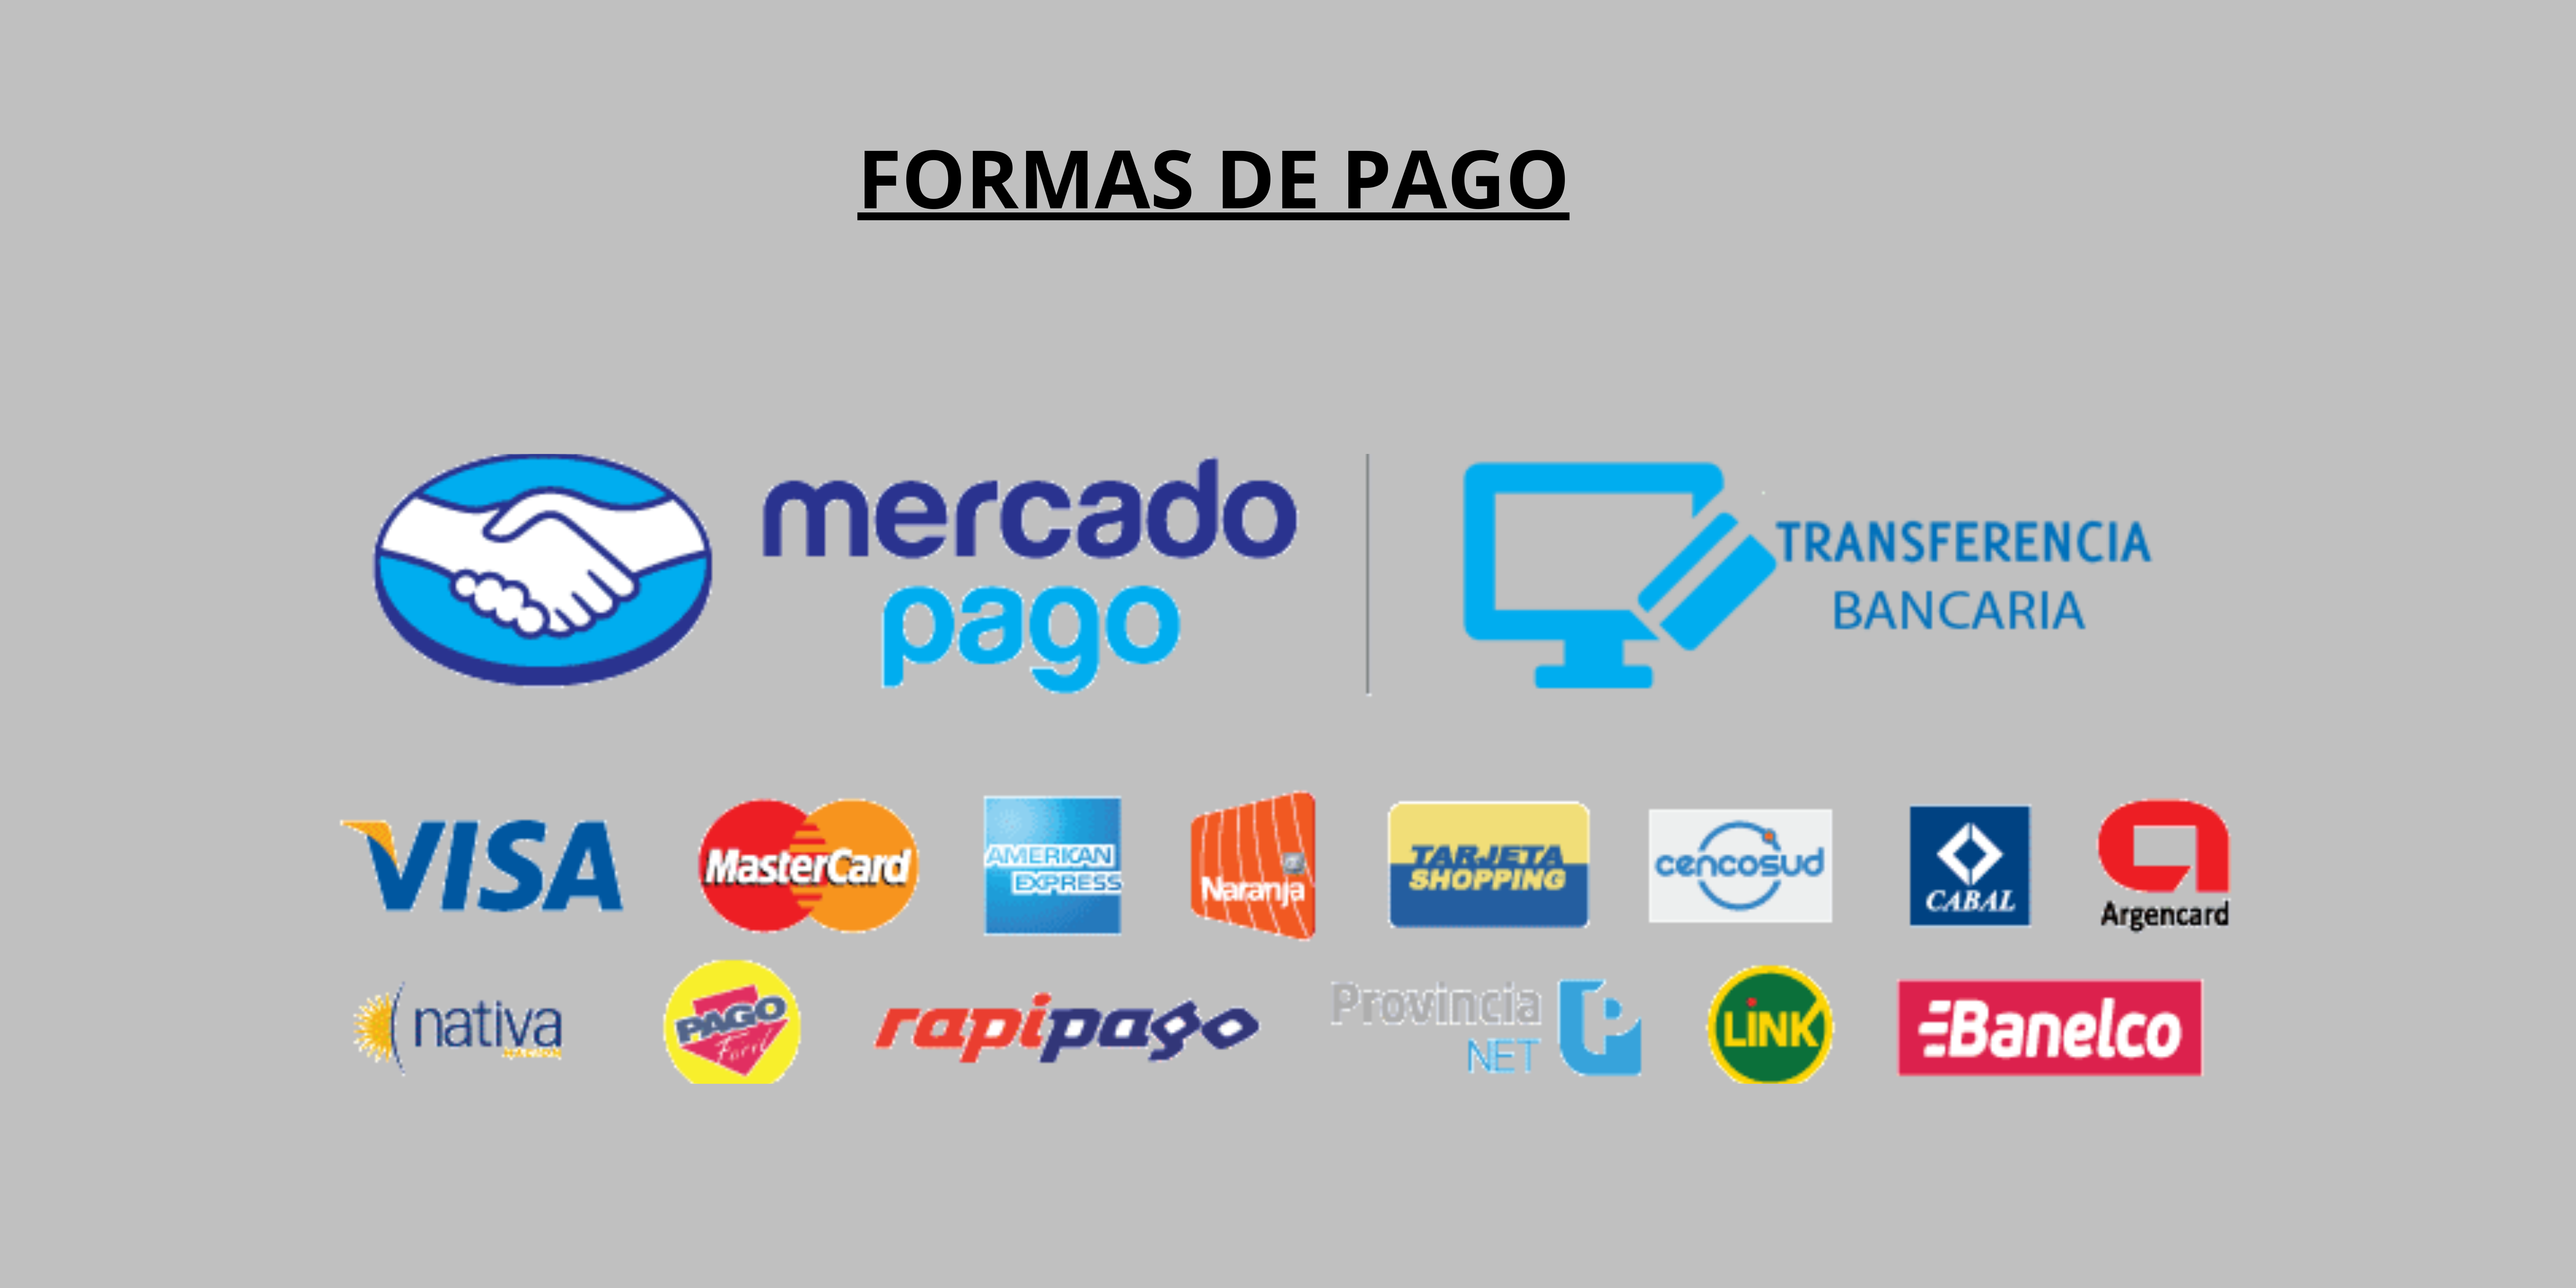 FORMAS DE PAGO
mercado
pago
TRANSFERENCIA
BANCARIA
VISA
MasterCard
AMERICAN
EXPRESS
Naranja
TARJETA
SHOPPING
cencosud
CABAL
Argencard
nativa
PAGO
Fácil
rapipago
Provincia
NET
LINK
Banelco